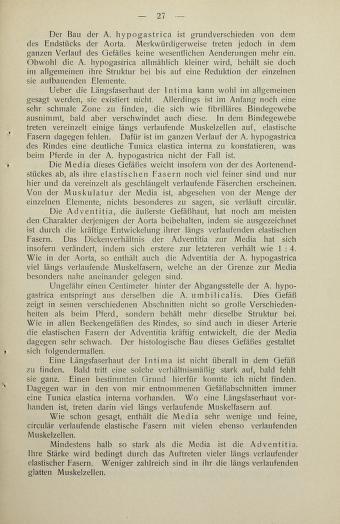 — 27 —
Der Bau der A. hypogastrica ist grundverschieden von dem
des Endstücks der Aorta. Merkwürdigerweise treten jedoch in dem
ganzen Verlauf des Gefäßes keine wesentlichen Aenderungen mehr ein.
Obwohl die A. hypogastrica allmählich kleiner wird, behält sie doch
im allgemeinen ihre Struktur bei bis auf eine Reduktion der einzelnen
sie aufbauenden Elemente.
Ueber die Längsfaserhaut der Intima kann wohl im allgemeinen
gesagt werden, sie existiert nicht. Allerdings ist im Anfang noch eine
sehr schmale Zone zu finden, die sich wie fibrilläres Bindegewebe
ausnimmt, bald aber verschwindet auch diese. In dem Bindegewebe
treten vereinzelt einige längs verlaufende Muskelzellen auf, elastische
Fasern dagegen fehlen. Dafür ist im ganzen Verlauf der A. hypogastrica
des Rindes eine deutliche Tunica elastica interna zu konstatieren, was
beim Pferde in der A. hypogastrica nicht der Fall ist.
Die Media dieses Gefäßes weicht insofern von der des Aortenend-
stückes ab, als ihre elastischen Fasern noch viel feiner sind und nur
hier und da vereinzelt als geschlängelt verlaufende Fäserchen erscheinen.
Von der Muskulatur der Media ist, abgesehen von der Menge der
einzelnen Elemente, nichts besonderes zu sagen, sie verläuft circulär.
Die Adventitia, die äußerste Gefäßhaut, hat noch am meisten
den Charakter derjenigen der Aorta beibehalten, indem sie ausgezeichnet
ist durch die kräftige Entwickelung ihrer längs verlaufenden elastischen
Fasern. Das Dickenverhältnis der Adventitia zur Media hat sich
insofern verändert, indem sich erstere zur letzteren verhält wie 1 : 4.
Wie in der Aorta, so enthält auch die Adventitia der A. hypogastrica
viel längs verlaufende Muskelfasern, welche an der Grenze zur Media
besonders nahe aneinander gelegen sind.
Ungefähr einen Centimeter hinter der Abgangsstelle der A. hypo-
gastrica entspringt aus derselben die A. umbilicalis. Dies Gefäß
zeigt in seinen verschiedenen Abschnitten nicht so große Verschieden-
heiten als beim Pferde, sondern behält mehr dieselbe Struktur bei.
Wie in allen Beckengefäßen des Rindes, so sind auch in dieser Arterie
die elastischen Fasern der Adventitia kräftig entwickelt, die der Media
dagegen sehr schwach. Der histologische Bau dieses Gefäßes gestaltet
sich folgendermaßen.
Eine Längsfaserhaut der Intima ist nicht überall in dem Gefäß
zu finden. Bald tritt eine solche verhältnismäßig stark auf, bald fehlt
sie ganz. Einen bestimmten Grund hierfür konnte ich nicht finden.
Dagegen war in den von mir entnommenen Gefäßabschnitten immer
eine Tunica elastica interna vorhanden. Wo eine Längsfaserhaut vor-
handen ist, treten darin viel längs verlaufende Muskelfasern auf.
Wie schon gesagt, enthält die Media sehr wenige und feine,
circulär verlaufende elastische Fasern mit vielen ebenso verlaufenden
Muskelzellen.
Mindestens halb so stark als die Media ist die Adventitia.
Ihre Stärke wird bedingt durch das Auftreten vieler längs verlaufender
elastischer Fasern. Weniger zahlreich sind in ihr die längs verlaufenden
glatten Muskelzellen.